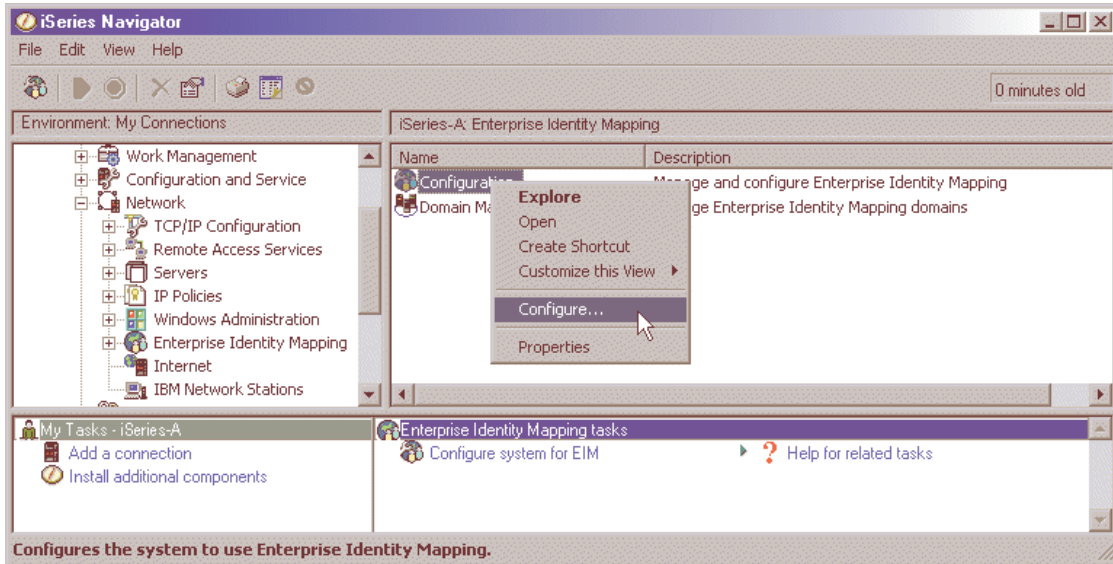 iSeries Navigator
File Edit View Help
0 minutes old
Environment: My Connections
iSeries-A: Enterprise Identity Mapping
Work Management
Configuration and Service
Network
TCP/IP Configuration
Remote Access Services
Servers
IP Policies
Windows Administration
Enterprise Identity Mapping
Internet
IBM Network Stations
Name Description
Configuration Manage and configure Enterprise Identity Mapping
Domain Ma ge Enterprise Identity Mapping domains
Explore
Open
Create Shortcut
Customize this View
Configure...
Properties
My Tasks - iSeries-A
Add a connection
Install additional components
Enterprise Identity Mapping tasks
Configure system for EIM Help for related tasks
Configures the system to use Enterprise Identity Mapping.